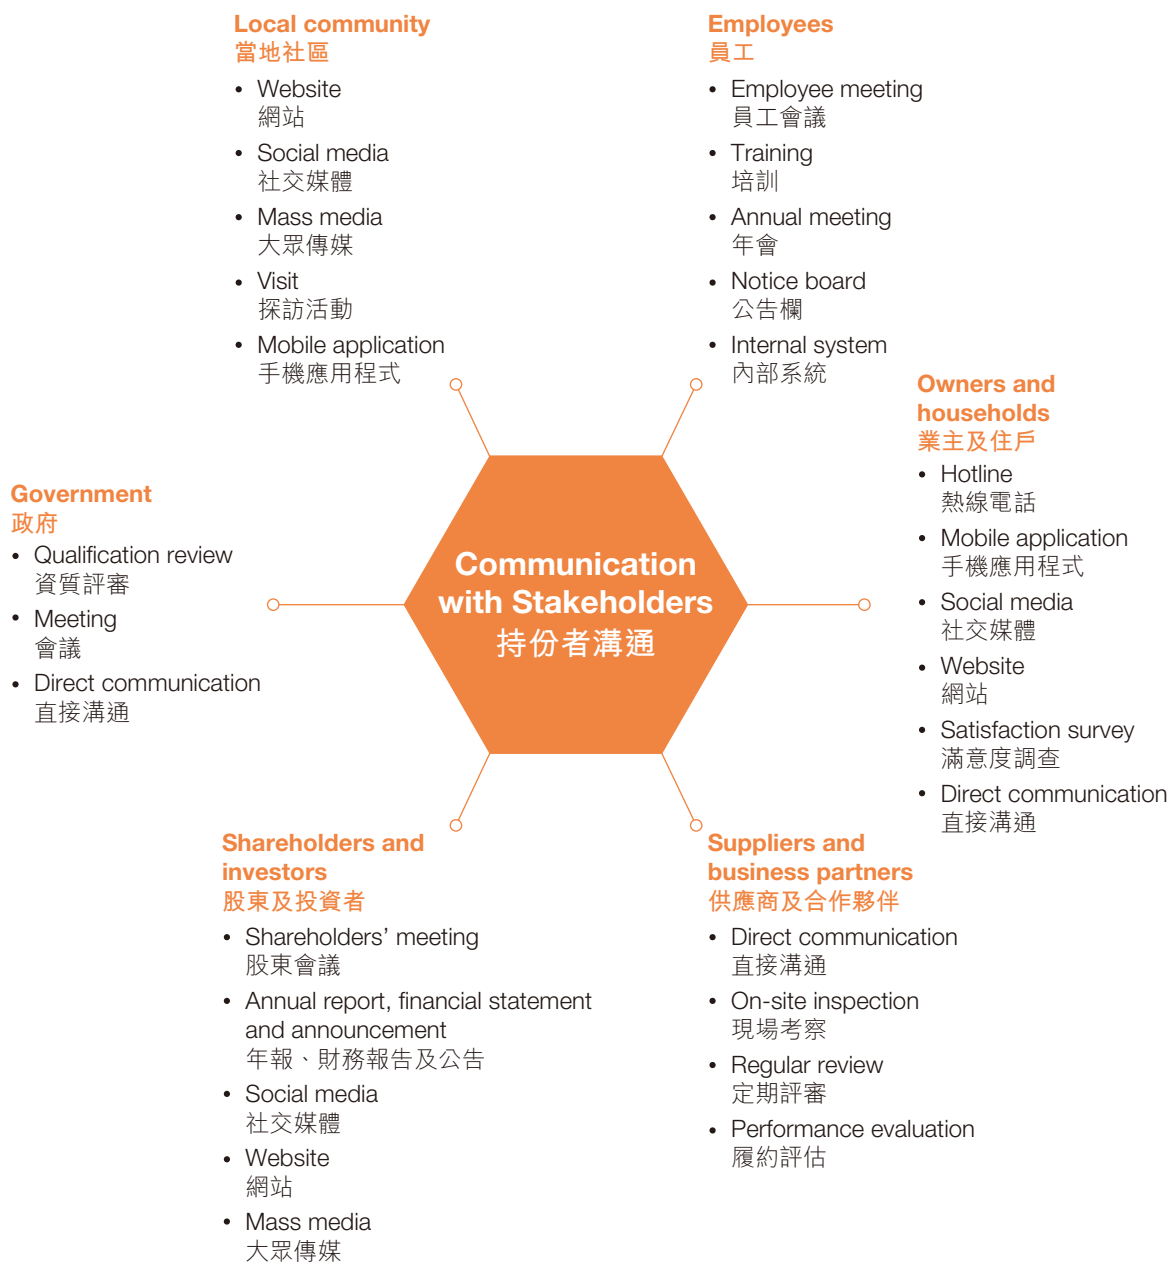 Local community
當地社區
• Website
網站
• Social media
社交媒體
• Mass media
大眾傳媒
• Visit
探訪活動
• Mobile application
手機應用程式
Employees
員工
• Employee meeting
員工會議
• Training
培訓
• Annual meeting
年會
• Notice board
公告欄
• Internal system
內部系統
Owners and
households
業主及住戶
• Hotline
熱線電話
• Mobile application
手機應用程式
• Social media
社交媒體
• Website
網站
• Satisfaction survey
滿意度調查
• Direct communication
直接溝通
Government
政府
• Qualification review
資質評審
• Meeting
會議
• Direct communication
直接溝通
Communication
with Stakeholders
持份者溝通
Shareholders and
investors
股東及投資者
• Shareholders’ meeting
股東會議
• Annual report, financial statement
and announcement
年報、財務報告及公告
• Social media
社交媒體
• Website
網站
• Mass media
大眾傳媒
Suppliers and
business partners
供應商及合作夥伴
• Direct communication
直接溝通
• On-site inspection
現場考察
• Regular review
定期評審
• Performance evaluation
履約評估